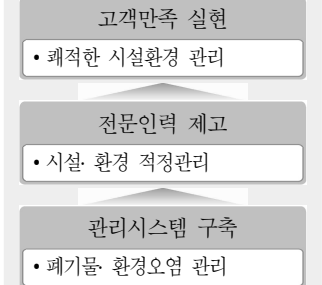 고객만족 실현
• 쾌적한 시설환경 관리
전문인력 제고
• 시설· 환경 적정관리
관리시스템 구축
• 폐기물· 환경오염 관리